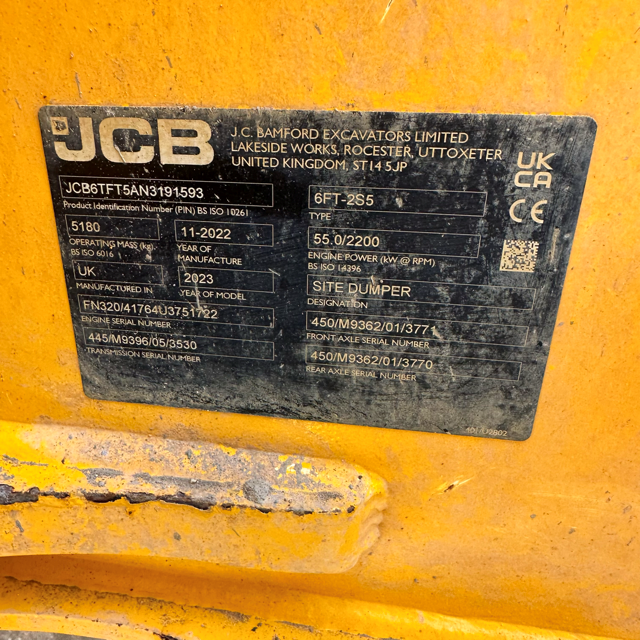 JCB
J.C. BAMFORD EXCAVATORS LIMITED
LAKESIDE WORKS, ROCESTER, UTTOXETER
UNITED KINGDOM, ST14 5JP
UK
CA
CE
JCB6TFT5AN3191593
Product Identification Number (PIN) BS ISO 10261
6FT-2S5
TYPE
5180
OPERATING MASS (kg)
BS ISO 6016
11-2022
YEAR OF
MANUFACTURE
55.0/2200
ENGINE POWER (kW @ RPM)
BS ISO 14396
UK
MANUFACTURED IN
2023
YEAR OF MODEL
SITE DUMPER
DESIGNATION
FN320/41764U3751722
ENGINE SERIAL NUMBER
450/M9362/01/3771
FRONT AXLE SERIAL NUMBER
445/M9396/05/3530
TRANSMISSION SERIAL NUMBER
450/M9362/01/3770
REAR AXLE SERIAL NUMBER